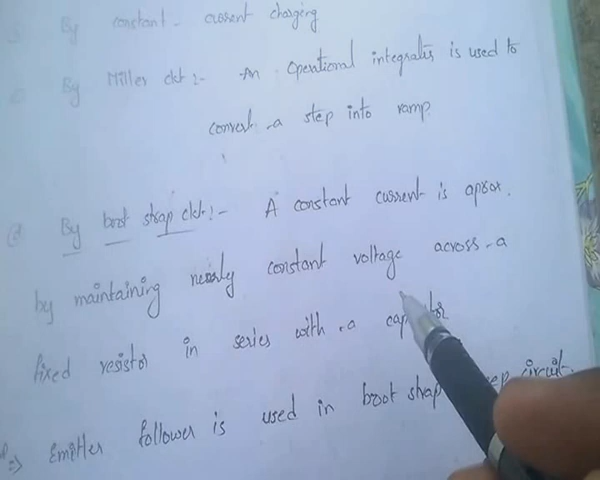 By constant - current charging
By Miller ckt :- An Operational integrator is used to
convert a step into ramp.
@ By boot strap ckt :- A constant current is aprox.
by maintaining nearly constant voltage across a
fixed resistor in series with a
=> Emitter follower is used in boot strap circuit.